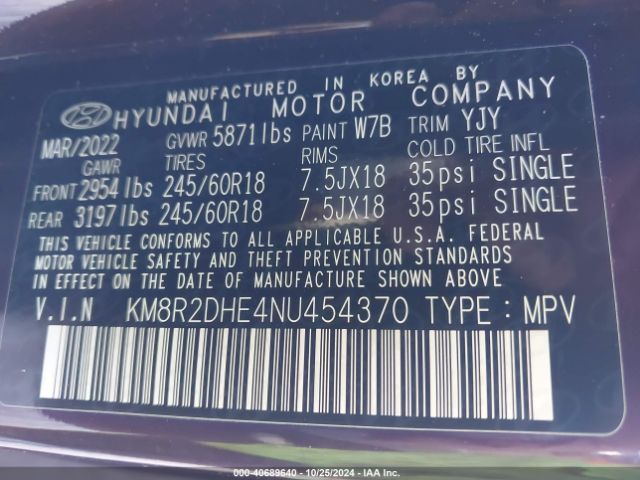 MANUFACTURED IN KOREA BY
HYUNDAI MOTOR COMPANY
MAR/2022 GVWR 5871lbs PAINT W7B TRIM YJY
GAWR TIRES RIMS COLD TIRE INFL
FRONT 2954lbs 245/60R18 7.5JX18 35psi SINGLE
REAR 3197lbs 245/60R18 7.5JX18 35psi SINGLE
THIS VEHICLE CONFORMS TO ALL APPLICABLE U.S.A. FEDERAL
MOTOR VEHICLE SAFETY AND THEFT PREVENTION STANDARDS
IN EFFECT ON THE DATE OF MANUFACTURE SHOWN ABOVE.
V.I.N KM8R2DHE4NU454370 TYPE : MPV
000-40689640 - 10/25/2024 - IAA Inc.